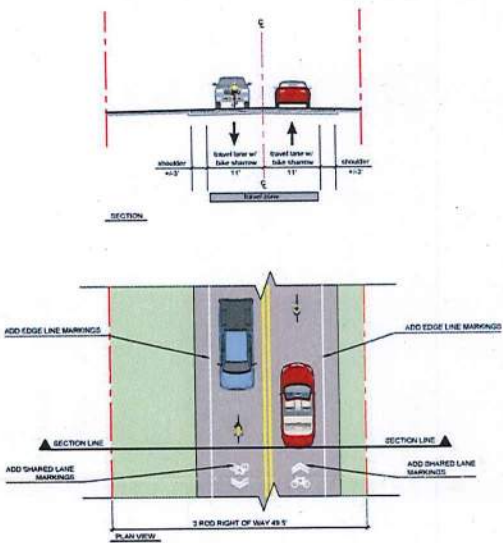 ℄
travel lane w/
bike sharrow
11'
travel lane w/
bike sharrow
11'
shoulder
+/-3'
shoulder
+/-3'
℄
travel zone
SECTION
ADD EDGE LINE MARKINGS
ADD EDGE LINE MARKINGS
SECTION LINE
SECTION LINE
ADD SHARED LANE
MARKINGS
ADD SHARED LANE
MARKINGS
3 ROD RIGHT OF WAY 49.5'
PLAN VIEW